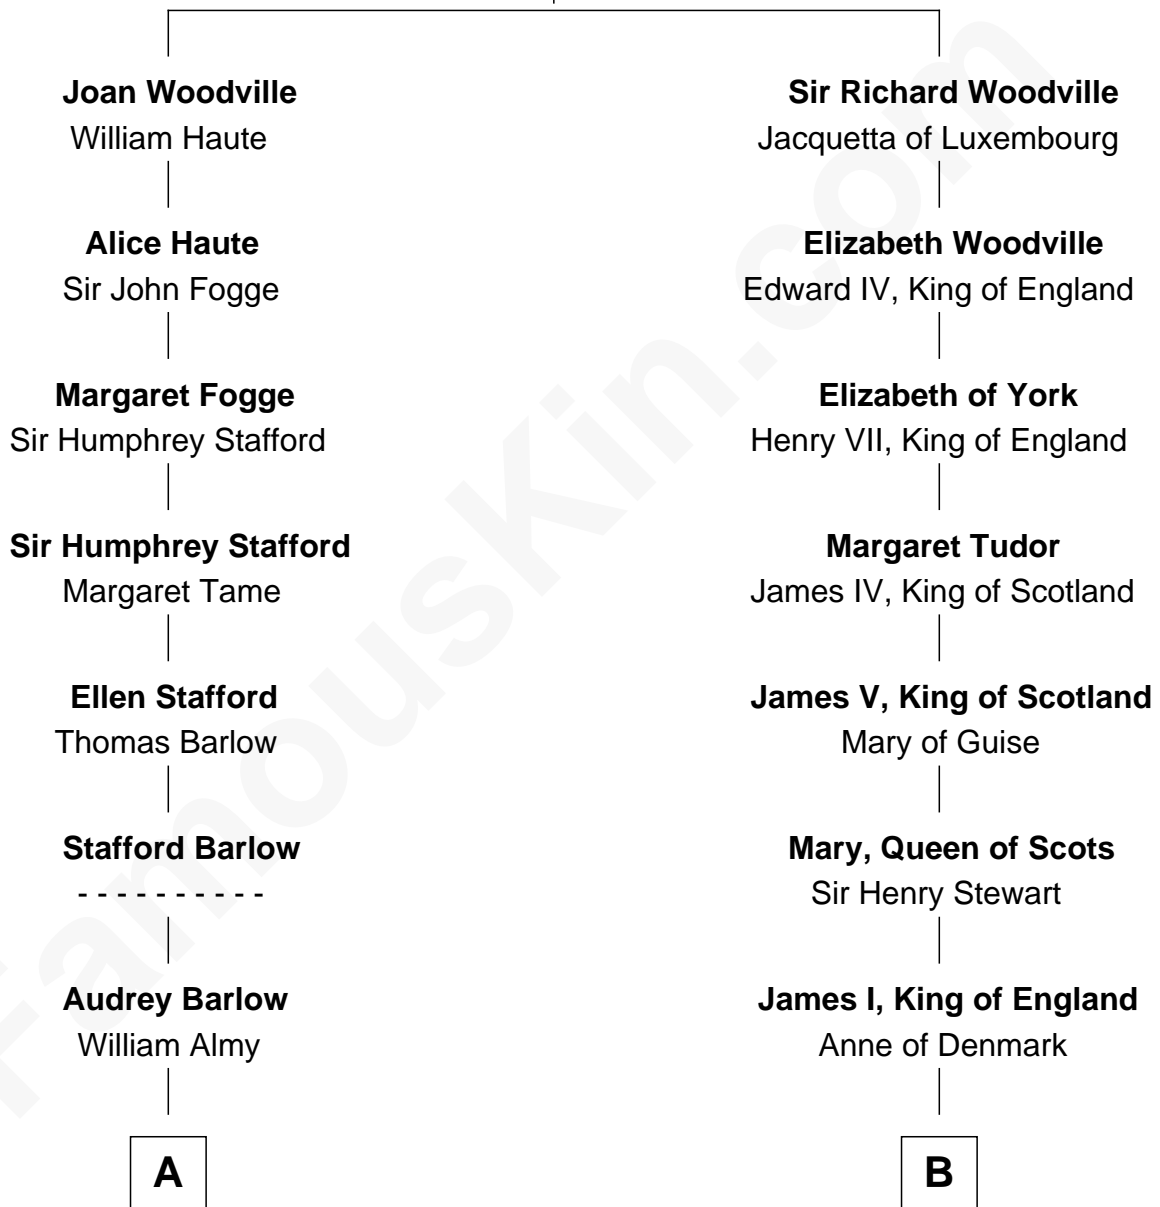 Joan Woodville
William Haute
Sir Richard Woodville
Jacquetta of Luxembourg
Alice Haute
Sir John Fogge
Elizabeth Woodville
Edward IV, King of England
Margaret Fogge
Sir Humphrey Stafford
Elizabeth of York
Henry VII, King of England
Sir Humphrey Stafford
Margaret Tame
Margaret Tudor
James IV, King of Scotland
Ellen Stafford
Thomas Barlow
James V, King of Scotland
Mary of Guise
Stafford Barlow
- - - - - - - - - -
Mary, Queen of Scots
Sir Henry Stewart
Audrey Barlow
William Almy
James I, King of England
Anne of Denmark
A
B
FamousKin.com